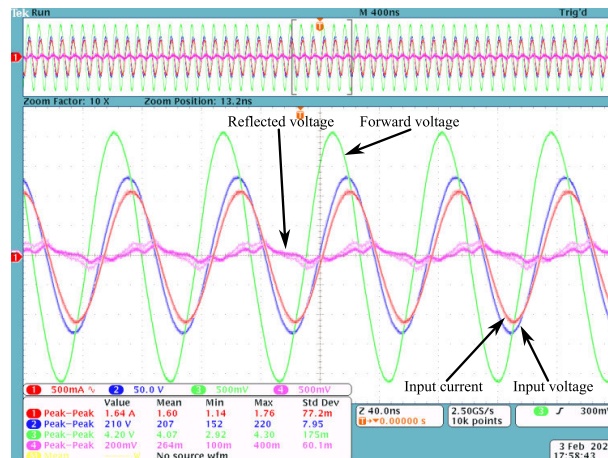 Tek Run M 400ns Trig'd
Zoom Factor: 10 X Zoom Position: 13.2ns
Reflected voltage Forward voltage
Input current Input voltage
1 500mA 2 50.0 V 3 500mV 4 500mV
Value Mean Min Max Std Dev
1 Peak-Peak 1.64 A 1.60 1.14 1.76 77.2m
2 Peak-Peak 210 V 207 152 220 7.95
3 Peak-Peak 4.20 V 4.07 2.92 4.30 175m
4 Peak-Peak 200mV 264m 100m 400m 60.1m
No source wfm
Z 40.0ns
0.00000 s
2.50GS/s
10k points
3 300mV
3 Feb 202
17:58:43